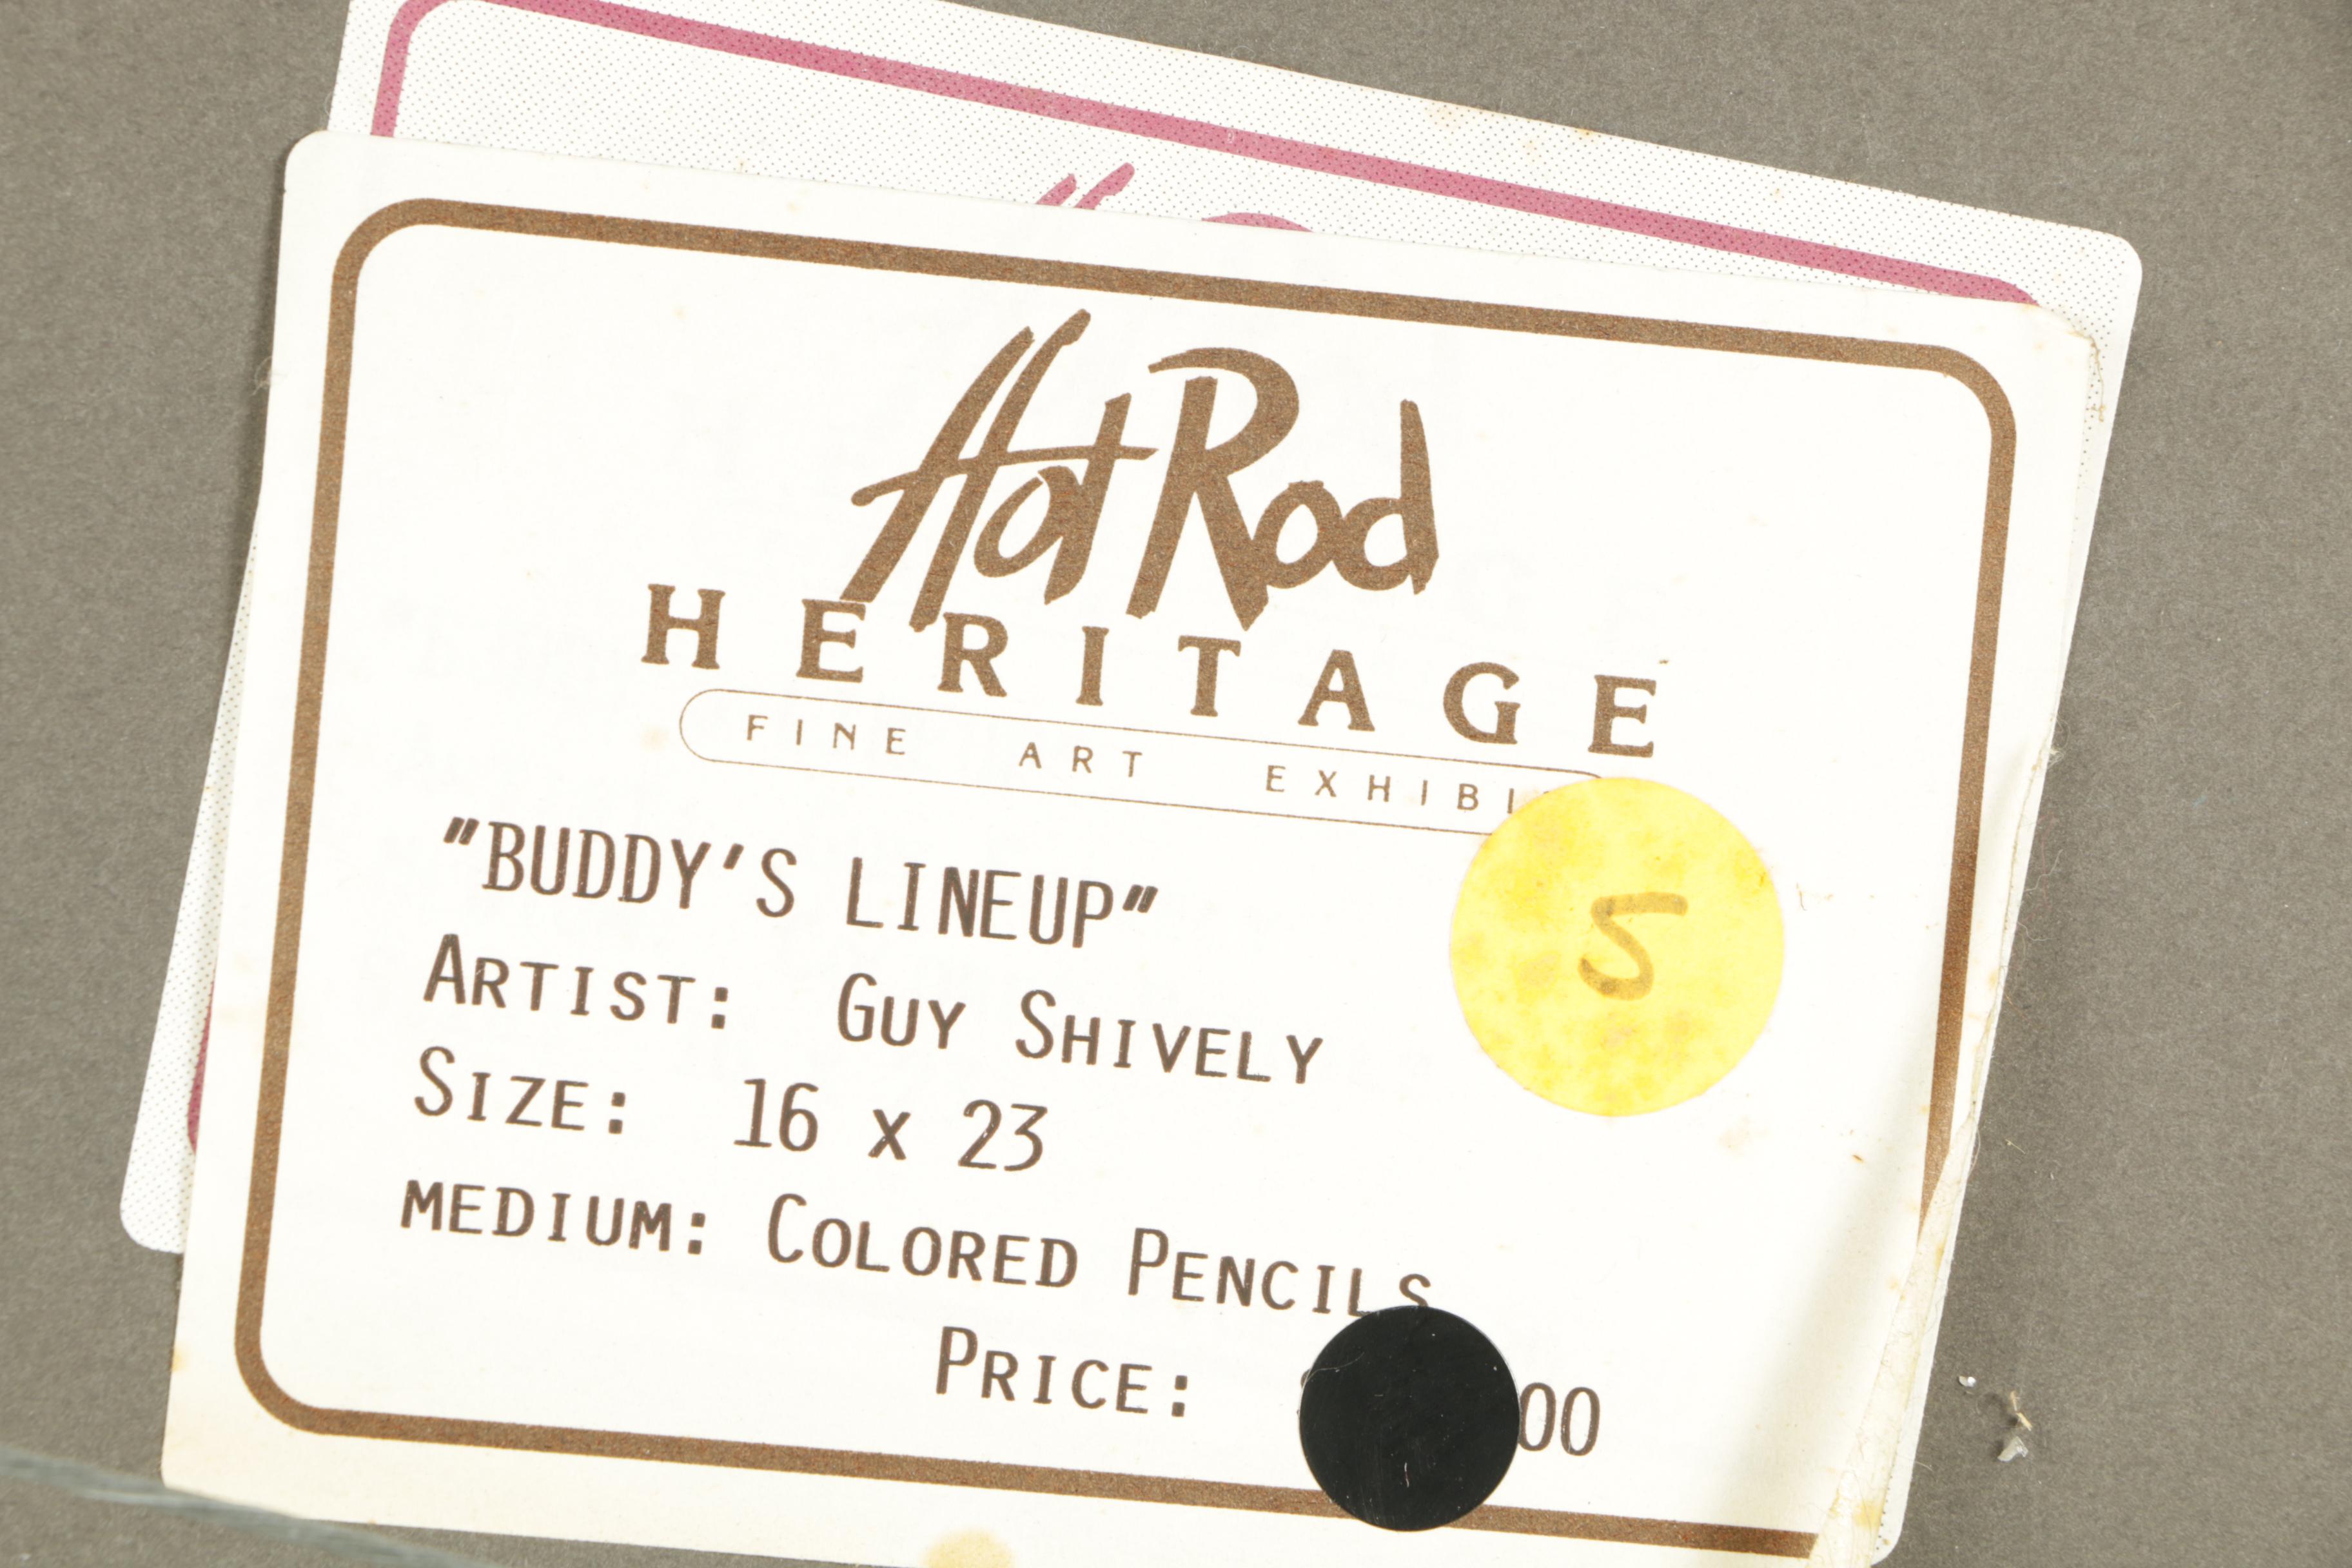 Hot Rod
HERITAGE
FINE ART
"BUDDY'S LINEUP"
5
ARTIST: GUY SHIVELY
SIZE: 16 x 23
MEDIUM: COLORED PENCILS
PRICE: 00